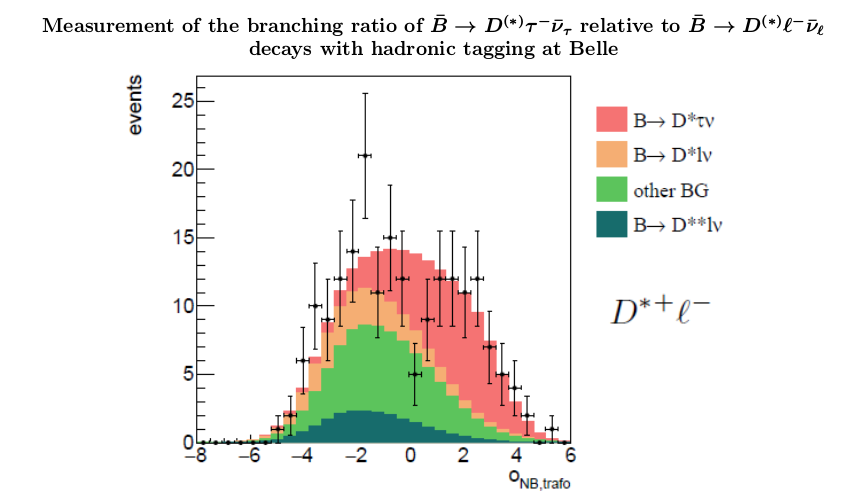 Measurement of the branching ratio of B̄ → D⁽*⁾τ⁻ν̄_τ relative to B̄ → D⁽*⁾ℓ⁻ν̄_ℓ
decays with hadronic tagging at Belle
events
25
20
15
10
5
0
−8 −6 −4 −2 0 2 4 6
o_NB,trafo
B→ D*τν
B→ D*lν
other BG
B→ D**lν
D*⁺ℓ⁻